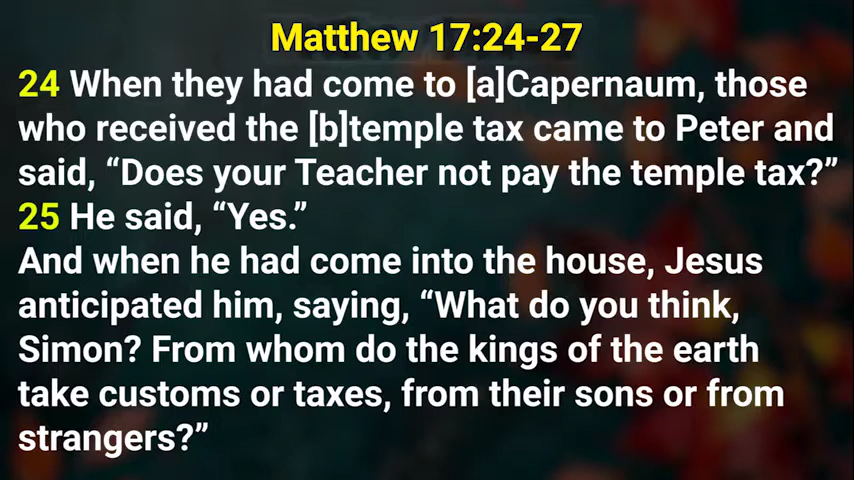 Matthew 17:24-27
24 When they had come to [a]Capernaum, those
who received the [b]temple tax came to Peter and
said, “Does your Teacher not pay the temple tax?”
25 He said, “Yes.”
And when he had come into the house, Jesus
anticipated him, saying, “What do you think,
Simon? From whom do the kings of the earth
take customs or taxes, from their sons or from
strangers?”